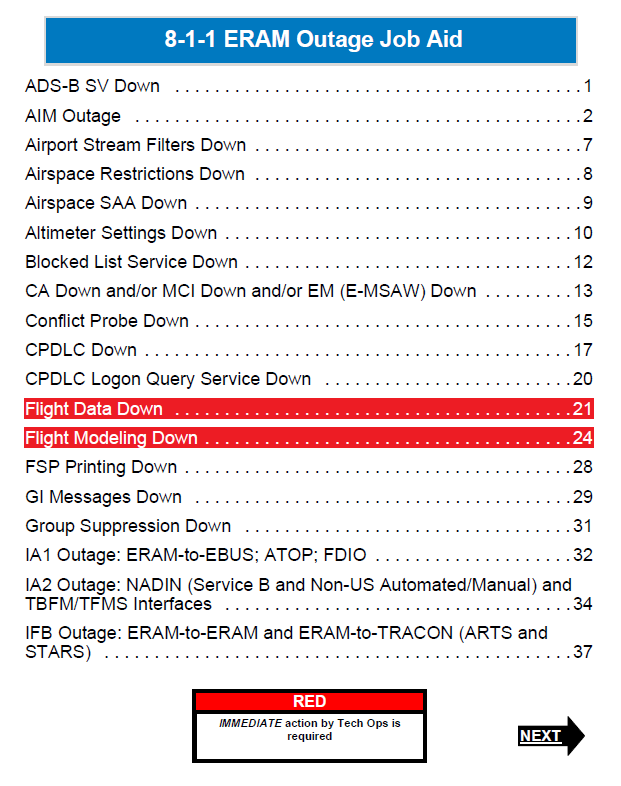 8-1-1 ERAM Outage Job Aid
ADS-B SV Down . . . . . . . . . . . . . . . . . . . . . . . . . . . . . . . . . . . . . . . . . 1
AIM Outage . . . . . . . . . . . . . . . . . . . . . . . . . . . . . . . . . . . . . . . . . . . . . 2
Airport Stream Filters Down . . . . . . . . . . . . . . . . . . . . . . . . . . . . . . . . . 7
Airspace Restrictions Down . . . . . . . . . . . . . . . . . . . . . . . . . . . . . . . . . 8
Airspace SAA Down . . . . . . . . . . . . . . . . . . . . . . . . . . . . . . . . . . . . . . . 9
Altimeter Settings Down . . . . . . . . . . . . . . . . . . . . . . . . . . . . . . . . . . . 10
Blocked List Service Down . . . . . . . . . . . . . . . . . . . . . . . . . . . . . . . . . 12
CA Down and/or MCI Down and/or EM (E-MSAW) Down . . . . . . . . . 13
Conflict Probe Down . . . . . . . . . . . . . . . . . . . . . . . . . . . . . . . . . . . . . . 15
CPDLC Down . . . . . . . . . . . . . . . . . . . . . . . . . . . . . . . . . . . . . . . . . . . 17
CPDLC Logon Query Service Down . . . . . . . . . . . . . . . . . . . . . . . . . 20
Flight Data Down . . . . . . . . . . . . . . . . . . . . . . . . . . . . . . . . . . . . . . . . 21
Flight Modeling Down . . . . . . . . . . . . . . . . . . . . . . . . . . . . . . . . . . . . . 24
FSP Printing Down . . . . . . . . . . . . . . . . . . . . . . . . . . . . . . . . . . . . . . . 28
GI Messages Down . . . . . . . . . . . . . . . . . . . . . . . . . . . . . . . . . . . . . . 29
Group Suppression Down . . . . . . . . . . . . . . . . . . . . . . . . . . . . . . . . . 31
IA1 Outage: ERAM-to-EBUS; ATOP; FDIO . . . . . . . . . . . . . . . . . . . . 32
IA2 Outage: NADIN (Service B and Non-US Automated/Manual) and
TBFM/TFMS Interfaces . . . . . . . . . . . . . . . . . . . . . . . . . . . . . . . . . . . 34
IFB Outage: ERAM-to-ERAM and ERAM-to-TRACON (ARTS and
STARS) . . . . . . . . . . . . . . . . . . . . . . . . . . . . . . . . . . . . . . . . . . . . . . . 37
RED
IMMEDIATE action by Tech Ops is
required
NEXT